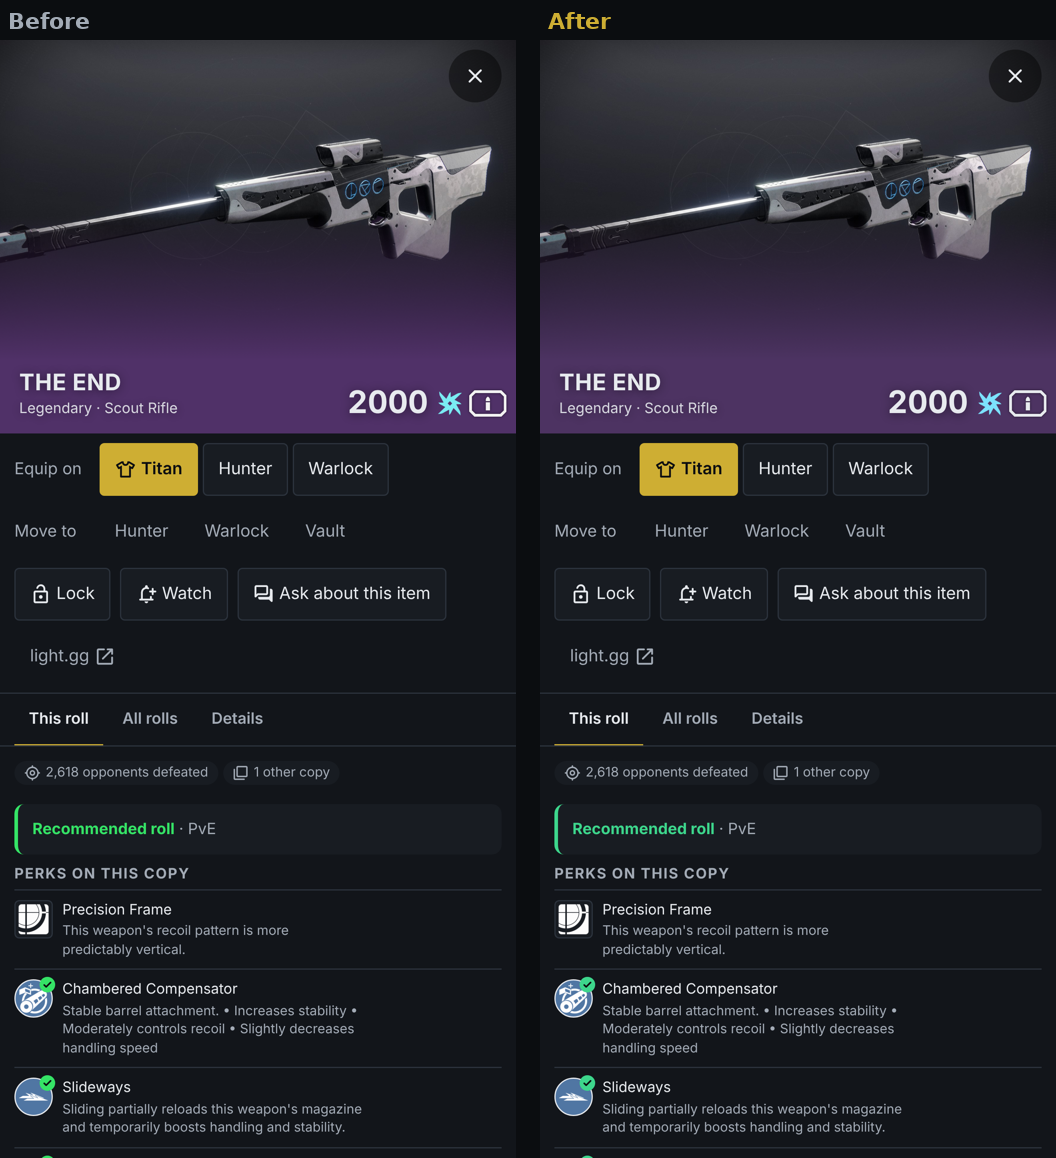 Before
THE END
Legendary · Scout Rifle
2000
Equip on Titan Hunter Warlock
Move to Hunter Warlock Vault
Lock Watch Ask about this item
light.gg
This roll All rolls Details
2,618 opponents defeated 1 other copy
Recommended roll · PvE
PERKS ON THIS COPY
Precision Frame
This weapon's recoil pattern is more
predictably vertical.
Chambered Compensator
Stable barrel attachment. • Increases stability •
Moderately controls recoil • Slightly decreases
handling speed
Slideways
Sliding partially reloads this weapon's magazine
and temporarily boosts handling and stability.
After
THE END
Legendary · Scout Rifle
2000
Equip on Titan Hunter Warlock
Move to Hunter Warlock Vault
Lock Watch Ask about this item
light.gg
This roll All rolls Details
2,618 opponents defeated 1 other copy
Recommended roll · PvE
PERKS ON THIS COPY
Precision Frame
This weapon's recoil pattern is more
predictably vertical.
Chambered Compensator
Stable barrel attachment. • Increases stability •
Moderately controls recoil • Slightly decreases
handling speed
Slideways
Sliding partially reloads this weapon's magazine
and temporarily boosts handling and stability.